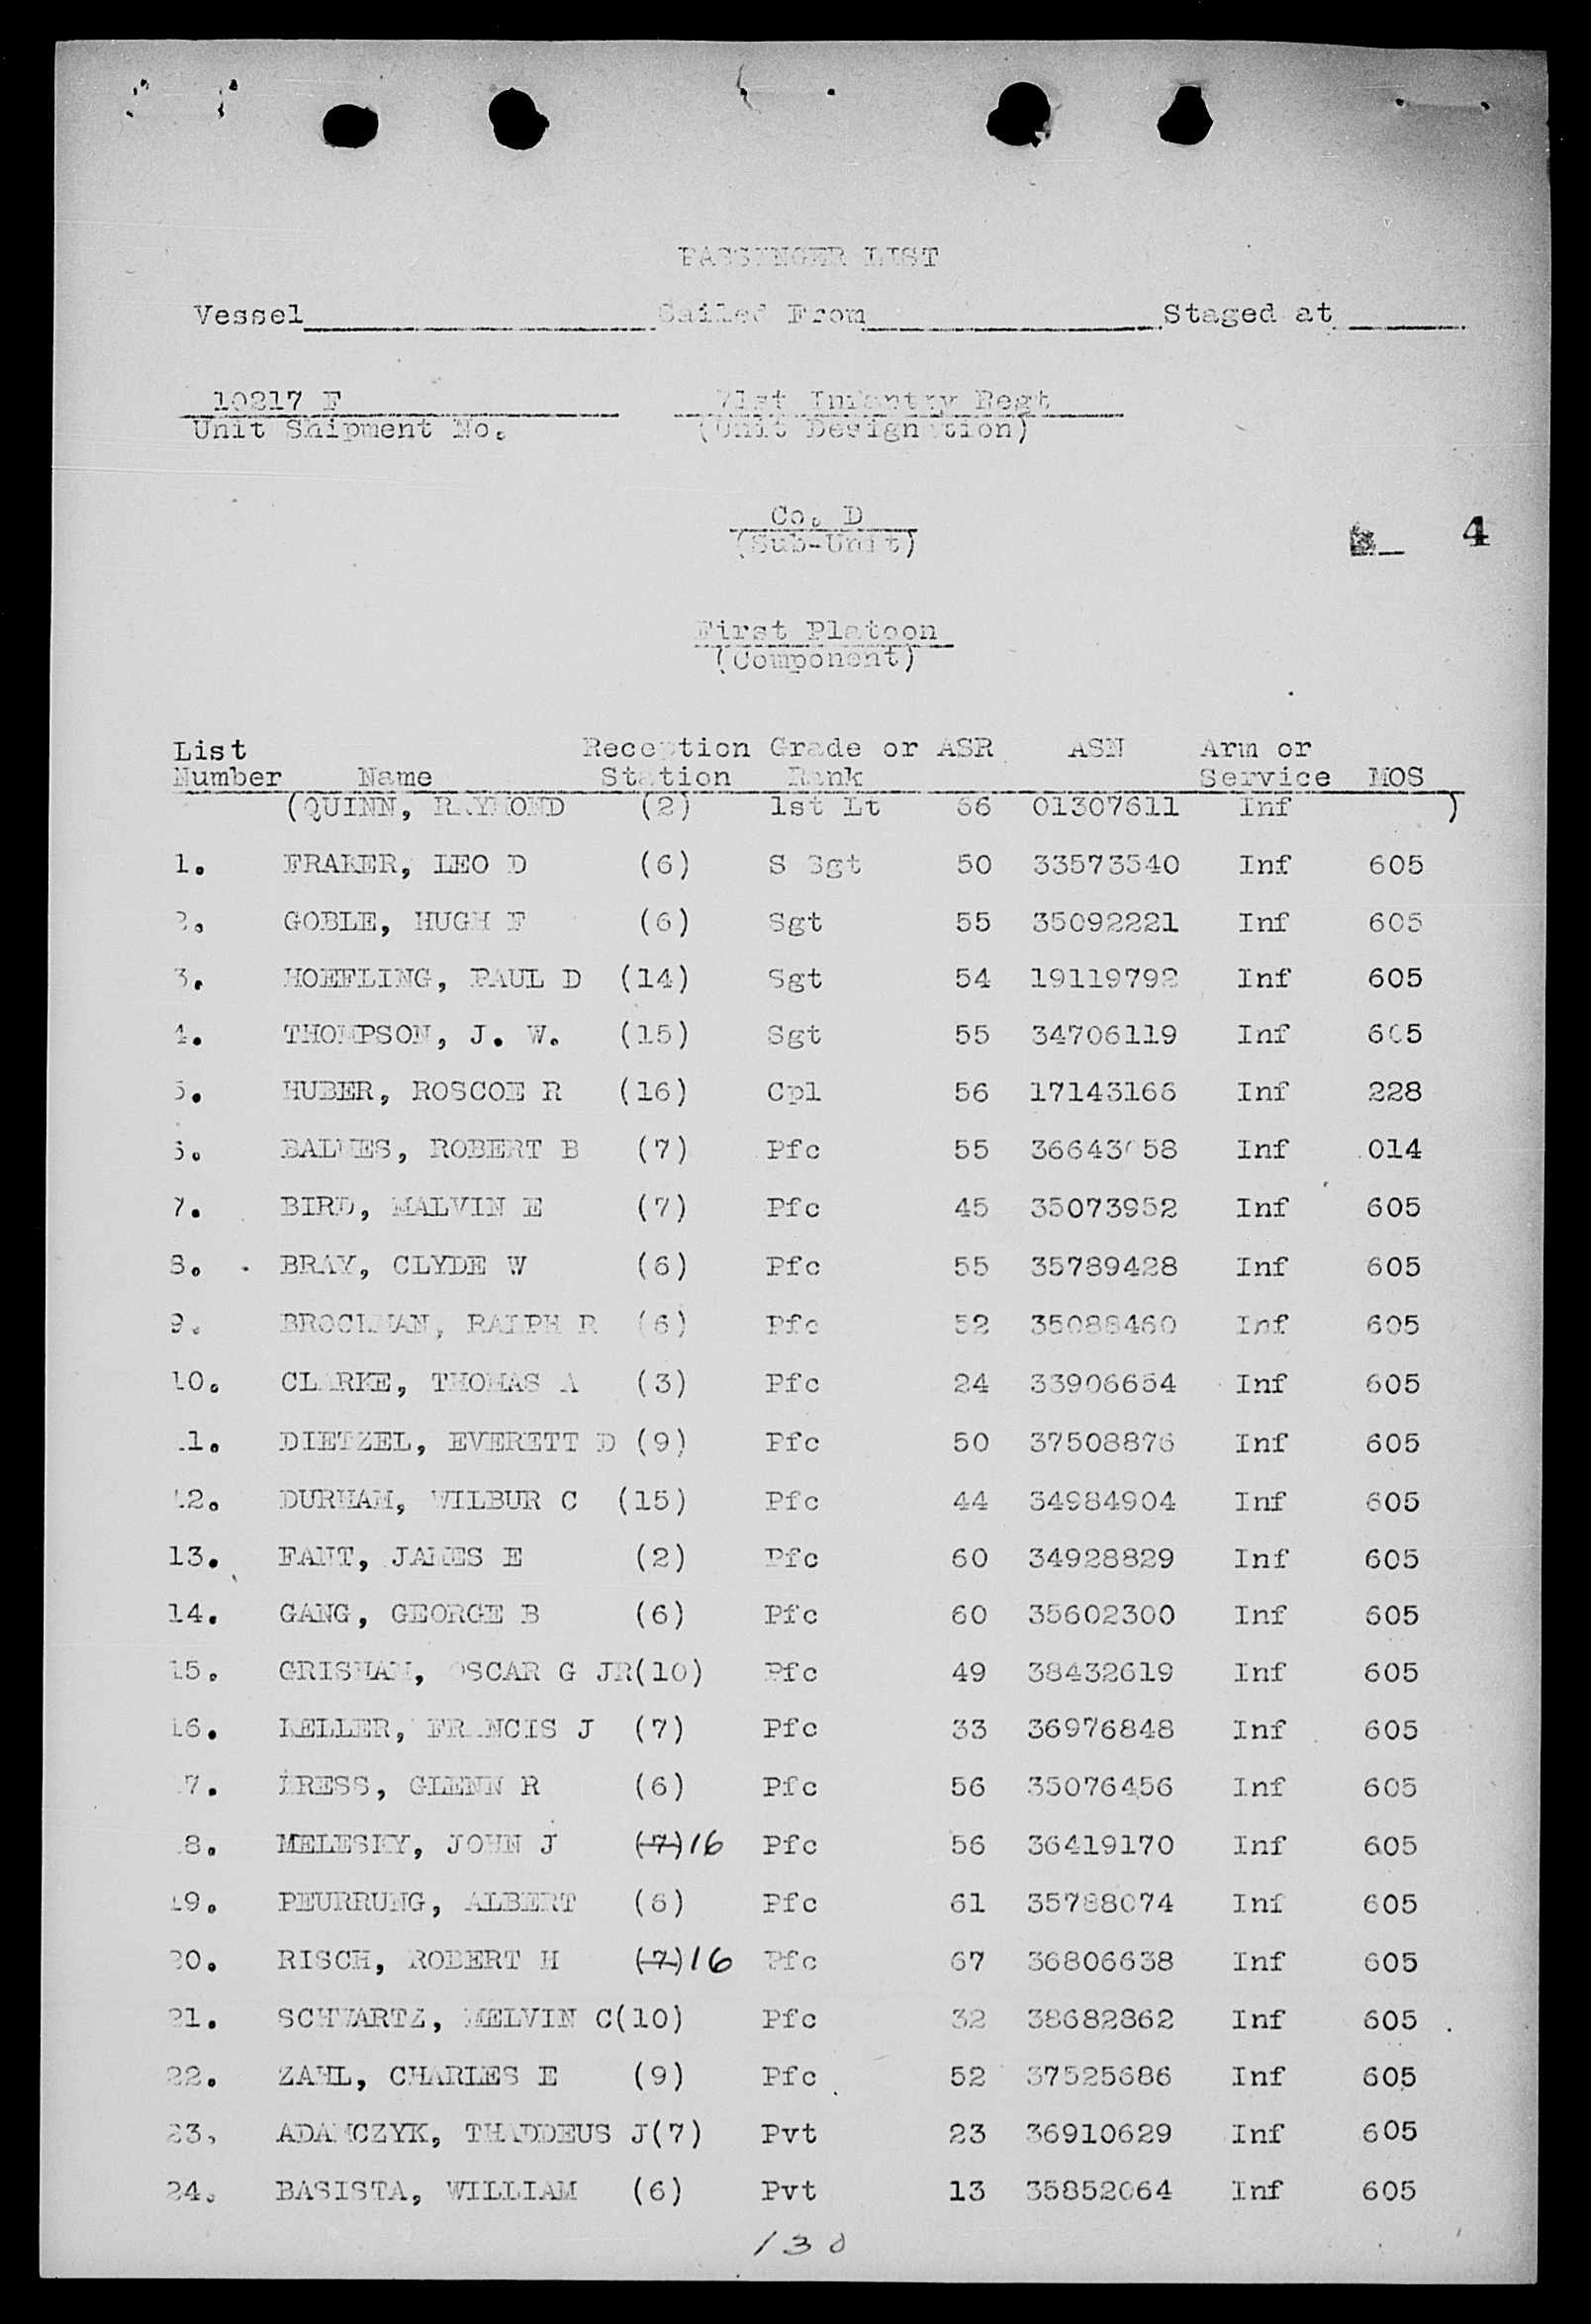 PASSENGER LIST
Vessel Sailed From Staged at
10217 F 71st Infantry Regt
Unit Shipment No. (Unit Designation)
Co. D
(Sub-Unit)
4
First Platoon
(Component)
List Reception Grade or ASR ASN Arm or
Number Name Station Rank Service MOS
(QUINN, RAYMOND (2) 1st Lt 66 01307611 Inf )
1. FRAKER, LEO D (6) S Sgt 50 33573540 Inf 605
2. GOBLE, HUGH F (6) Sgt 55 35092221 Inf 605
3. HOEFLING, PAUL D (14) Sgt 54 19119792 Inf 605
4. THOMPSON, J. W. (15) Sgt 55 34706119 Inf 605
5. HUBER, ROSCOE R (16) Cpl 56 17143166 Inf 228
6. ROBERT B (7) Pfc 55 36643058 Inf 014
7. BIRD, MALVIN E (7) Pfc 45 35073952 Inf 605
8. BRAY, CLYDE W (6) Pfc 55 35789428 Inf 605
9. BROCKMAN, RALPH R (6) Pfc 52 35088460 Inf 605
10. CLARKE, THOMAS A (3) Pfc 24 33906654 Inf 605
11. DIETZEL, EVERETT D (9) Pfc 50 37508876 Inf 605
12. DURHAM, WILBUR C (15) Pfc 44 34984904 Inf 605
13. FANT, JAMES E (2) Pfc 60 34928829 Inf 605
14. GANG, GEORGE B (6) Pfc 60 35602300 Inf 605
15. GRISHAM, OSCAR G JR(10) Pfc 49 38432619 Inf 605
16. KELLER, FRANCIS J (7) Pfc 33 36976848 Inf 605
17. KRESS, GLENN R (6) Pfc 56 35076456 Inf 605
18. MELESKY, JOHN J (7)16 Pfc 56 36419170 Inf 605
19. PEURRUNG, ALBERT (6) Pfc 61 35788074 Inf 605
20. RISCH, ROBERT H (7)16 Pfc 67 36806638 Inf 605
21. SCHWARTZ, MELVIN C(10) Pfc 32 38682862 Inf 605
22. ZAHL, CHARLES E (9) Pfc 52 37525686 Inf 605
23. ADAMCZYK, THADDEUS J(7) Pvt 23 36910629 Inf 605
24. BASISTA, WILLIAM (6) Pvt 13 35852064 Inf 605
130